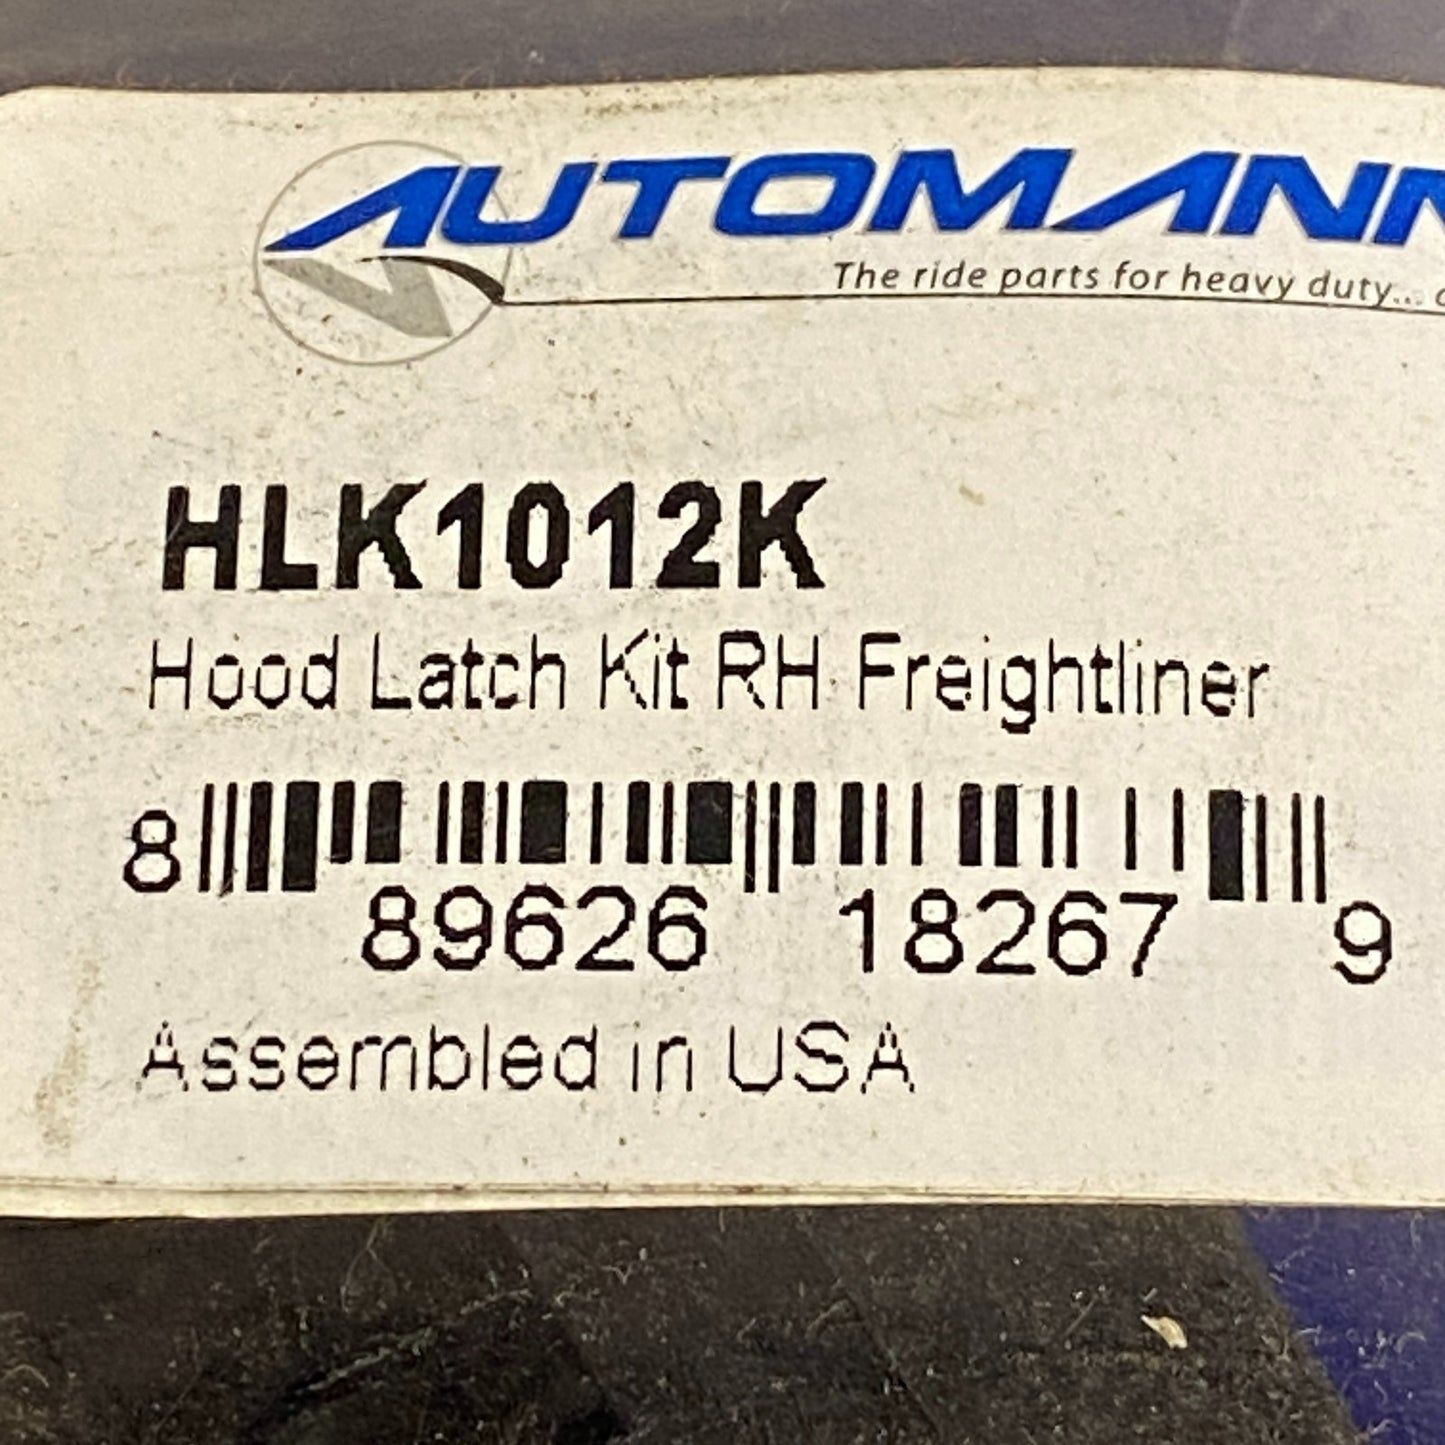 AUTOMANN
The ride parts for heavy duty...
HLK1012K
Hood Latch Kit RH Freightliner
8 89626 18267 9
Assembled in USA